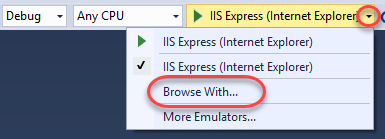 Debug Any CPU IIS Express (Internet Explorer)
IIS Express (Internet Explorer)
IIS Express (Internet Explorer)
Browse With...
More Emulators...